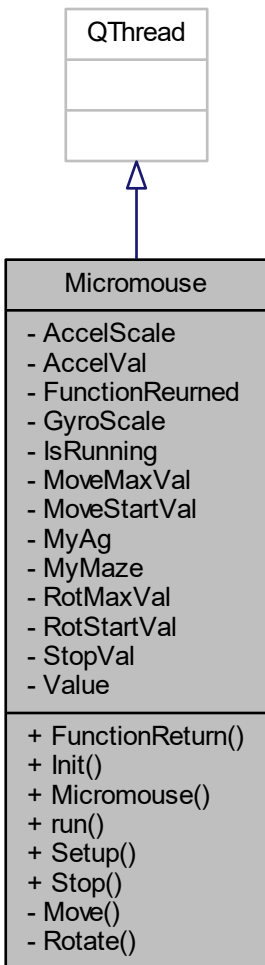 QThread
Micromouse
- AccelScale
- AccelVal
- FunctionReurned
- GyroScale
- IsRunning
- MoveMaxVal
- MoveStartVal
- MyAg
- MyMaze
- RotMaxVal
- RotStartVal
- StopVal
- Value
+ FunctionReturn()
+ Init()
+ Micromouse()
+ run()
+ Setup()
+ Stop()
- Move()
- Rotate()